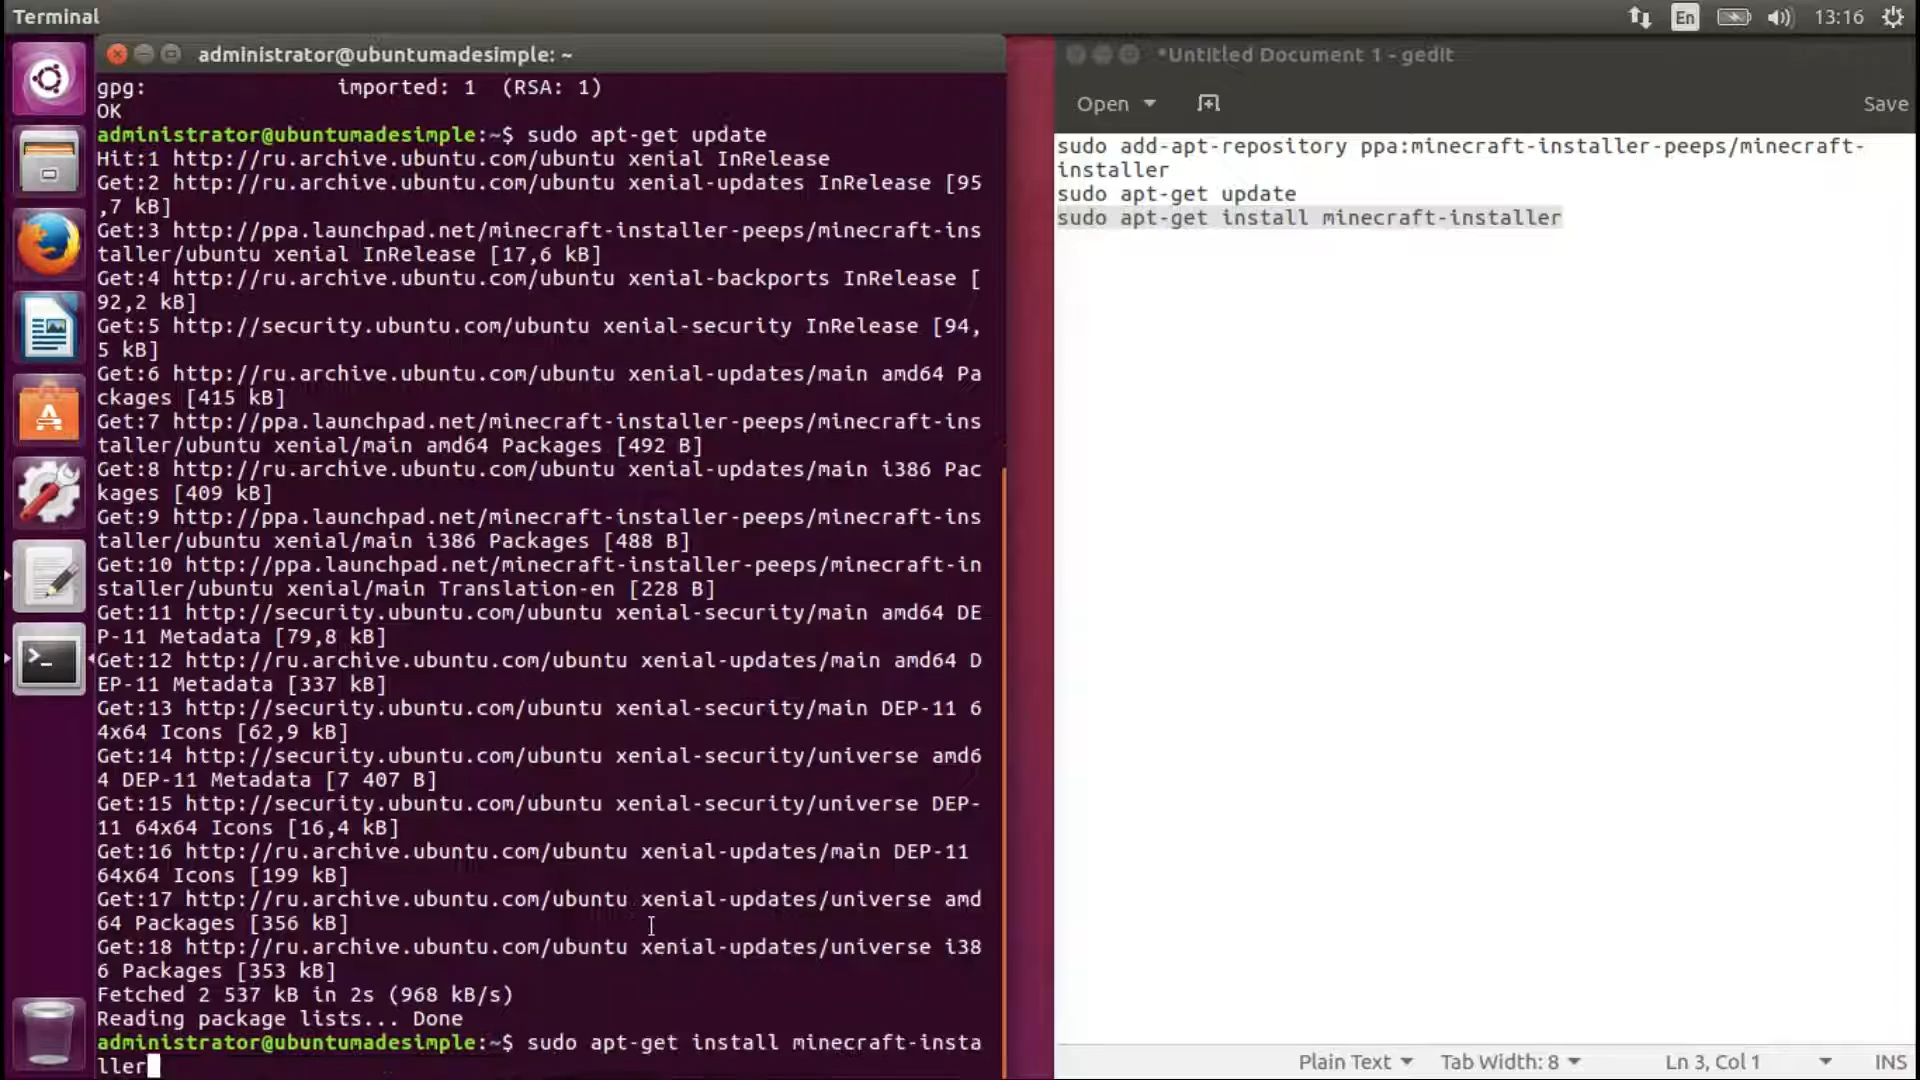 Terminal
En
13:16
administrator@ubuntumadesimple: ~
gpg:               imported: 1  (RSA: 1)
OK
administrator@ubuntumadesimple:~$ sudo apt-get update
Hit:1 http://ru.archive.ubuntu.com/ubuntu xenial InRelease
Get:2 http://ru.archive.ubuntu.com/ubuntu xenial-updates InRelease [95
,7 kB]
Get:3 http://ppa.launchpad.net/minecraft-installer-peeps/minecraft-ins
taller/ubuntu xenial InRelease [17,6 kB]
Get:4 http://ru.archive.ubuntu.com/ubuntu xenial-backports InRelease [
92,2 kB]
Get:5 http://security.ubuntu.com/ubuntu xenial-security InRelease [94,
5 kB]
Get:6 http://ru.archive.ubuntu.com/ubuntu xenial-updates/main amd64 Pa
ckages [415 kB]
Get:7 http://ppa.launchpad.net/minecraft-installer-peeps/minecraft-ins
taller/ubuntu xenial/main amd64 Packages [492 B]
Get:8 http://ru.archive.ubuntu.com/ubuntu xenial-updates/main i386 Pac
kages [409 kB]
Get:9 http://ppa.launchpad.net/minecraft-installer-peeps/minecraft-ins
taller/ubuntu xenial/main i386 Packages [488 B]
Get:10 http://ppa.launchpad.net/minecraft-installer-peeps/minecraft-in
staller/ubuntu xenial/main Translation-en [228 B]
Get:11 http://security.ubuntu.com/ubuntu xenial-security/main amd64 DE
P-11 Metadata [79,8 kB]
Get:12 http://ru.archive.ubuntu.com/ubuntu xenial-updates/main amd64 D
EP-11 Metadata [337 kB]
Get:13 http://security.ubuntu.com/ubuntu xenial-security/main DEP-11 6
4x64 Icons [62,9 kB]
Get:14 http://security.ubuntu.com/ubuntu xenial-security/universe amd6
4 DEP-11 Metadata [7 407 B]
Get:15 http://security.ubuntu.com/ubuntu xenial-security/universe DEP-
11 64x64 Icons [16,4 kB]
Get:16 http://ru.archive.ubuntu.com/ubuntu xenial-updates/main DEP-11
64x64 Icons [199 kB]
Get:17 http://ru.archive.ubuntu.com/ubuntu xenial-updates/universe amd
64 Packages [356 kB]
Get:18 http://ru.archive.ubuntu.com/ubuntu xenial-updates/universe i38
6 Packages [353 kB]
Fetched 2 537 kB in 2s (968 kB/s)
Reading package lists... Done
administrator@ubuntumadesimple:~$ sudo apt-get install minecraft-insta
ller
*Untitled Document 1 - gedit
Open
Save
sudo add-apt-repository ppa:minecraft-installer-peeps/minecraft-
installer
sudo apt-get update
sudo apt-get install minecraft-installer
Plain Text
Tab Width: 8
Ln 3, Col 1
INS